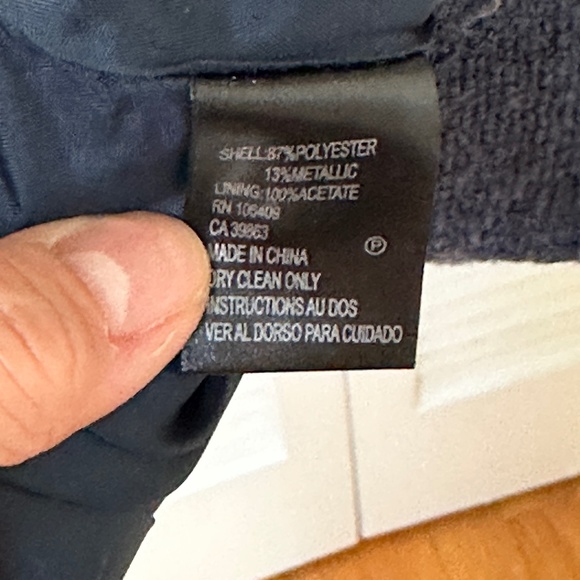 SHELL:87%POLYESTER
13%METALLIC
LINING:100%ACETATE
RN 106409
CA 39863
P
MADE IN CHINA
DRY CLEAN ONLY
INSTRUCTIONS AU DOS
VER AL DORSO PARA CUIDADO